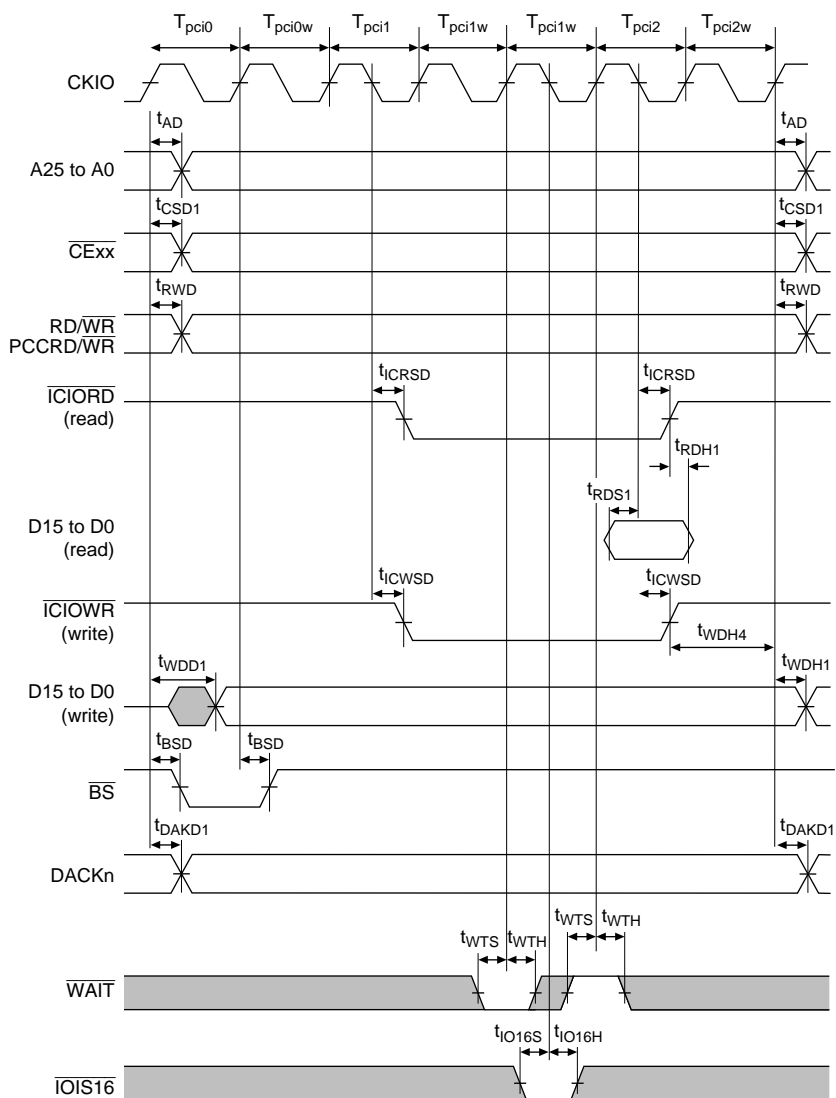 Tpci0 Tpci0w Tpci1 Tpci1w Tpci1w Tpci2 Tpci2w
CKIO
tAD tAD
A25 to A0
tCSD1 tCSD1
CExx
tRWD tRWD
RD/WR
PCCRD/WR
tICRSD tICRSD
ICIORD
(read)
tRDH1
tRDS1
D15 to D0
(read)
tICWSD tICWSD
ICIOWR
(write)
tWDH4
tWDD1 tWDH1
D15 to D0
(write)
tBSD tBSD
BS
tDAKD1 tDAKD1
DACKn
tWTS tWTH tWTS tWTH
WAIT
tIO16S tIO16H
IOIS16